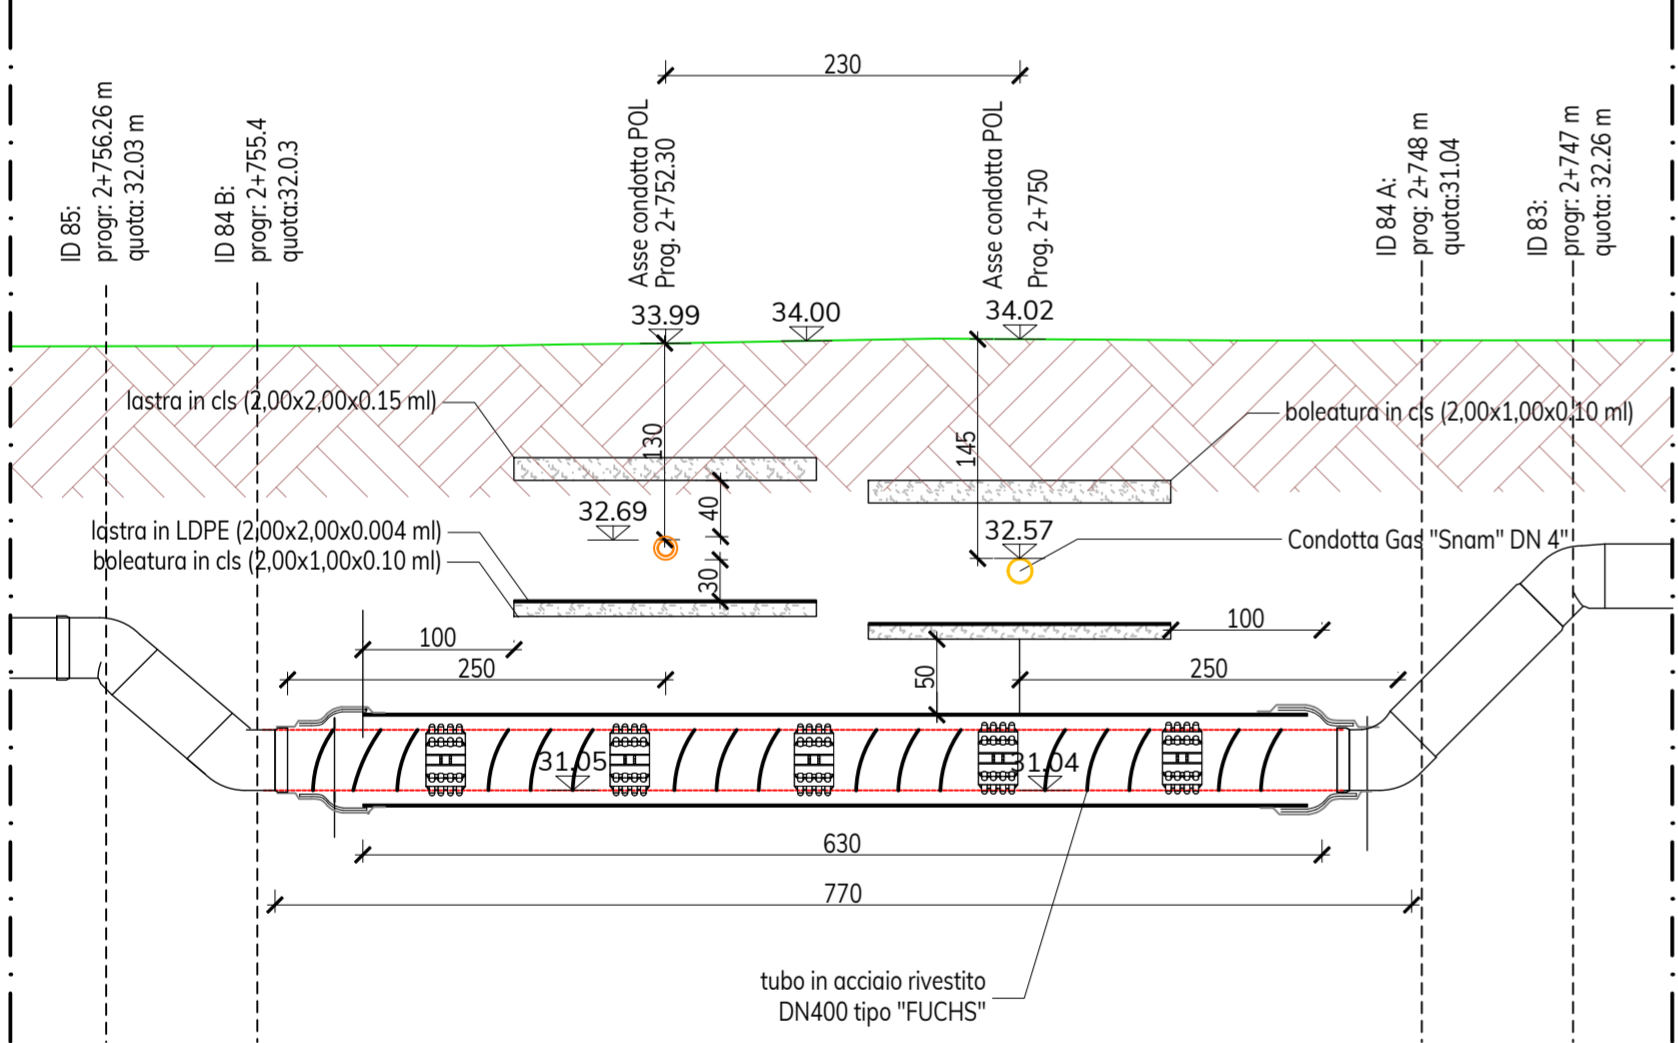 230
ID 85:
progr: 2+756.26 m
quota: 32.03 m
ID 84 B:
progr: 2+755.4
quota:32.0.3
Asse condotta POL
Prog. 2+752.30
Asse condotta POL
Prog. 2+750
ID 84 A:
progr: 2+748 m
quota:31.04
ID 83:
progr: 2+747 m
quota: 32.26 m
33.99
34.00
34.02
lastra in cls (2,00x2,00x0.15 ml)
130
145
boleatura in cls (2,00x1,00x0.10 ml)
32.69
40
32.57
lastra in LDPE (2,00x2,00x0.004 ml)
boleatura in cls (2,00x1,00x0.10 ml)
30
Condotta Gas "Snam" DN 4"
100
100
250
50
250
31.05
31.04
630
770
tubo in acciaio rivestito
DN400 tipo "FUCHS"